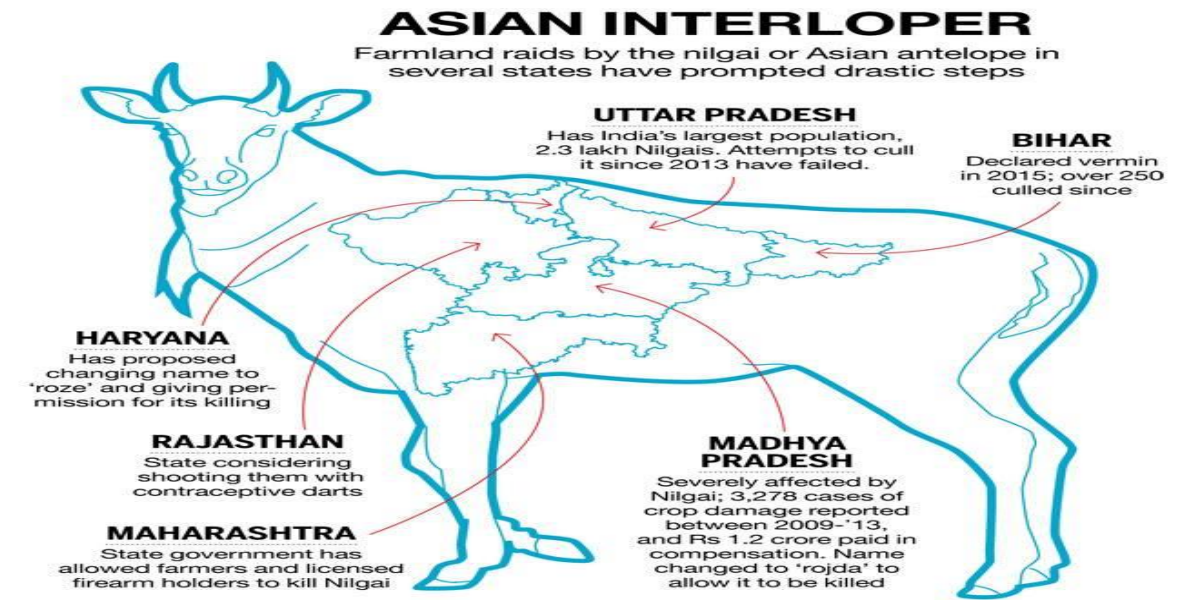 ASIAN INTERLOPER
Farmland raids by the nilgai or Asian antelope in
several states have prompted drastic steps
UTTAR PRADESH
Has India's largest population,
2.3 lakh Nilgais. Attempts to cull
it since 2013 have failed.
BIHAR
Declared vermin
in 2015; over 250
culled since
HARYANA
Has proposed
changing name to
‘roze’ and giving per-
mission for its killing
RAJASTHAN
State considering
shooting them with
contraceptive darts
MAHARASHTRA
State government has
allowed farmers and licensed
firearm holders to kill Nilgai
MADHYA
PRADESH
Severely affected by
Nilgai; 3,278 cases of
crop damage reported
between 2009-’13,
and Rs 1.2 crore paid in
compensation. Name
changed to ‘rojda’ to
allow it to be killed